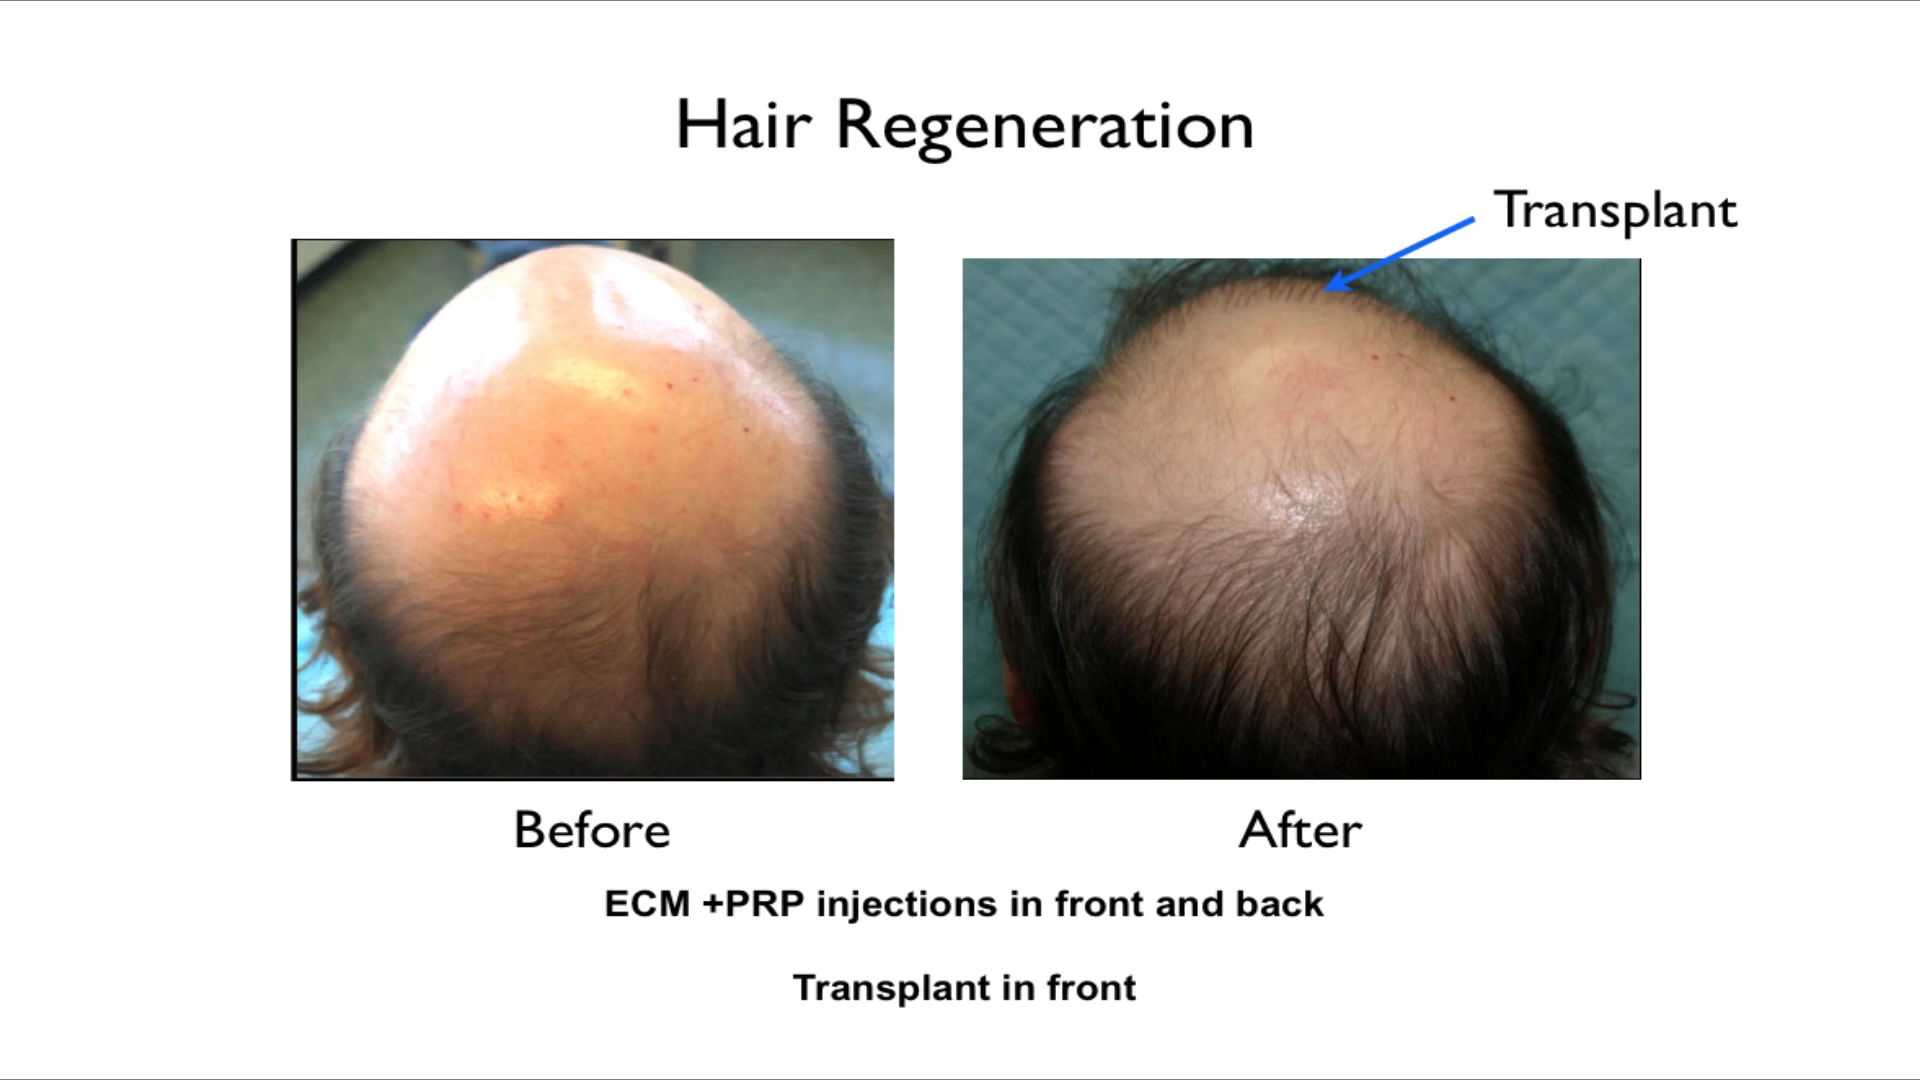 Hair Regeneration
Transplant
Before
After
ECM +PRP injections in front and back
Transplant in front